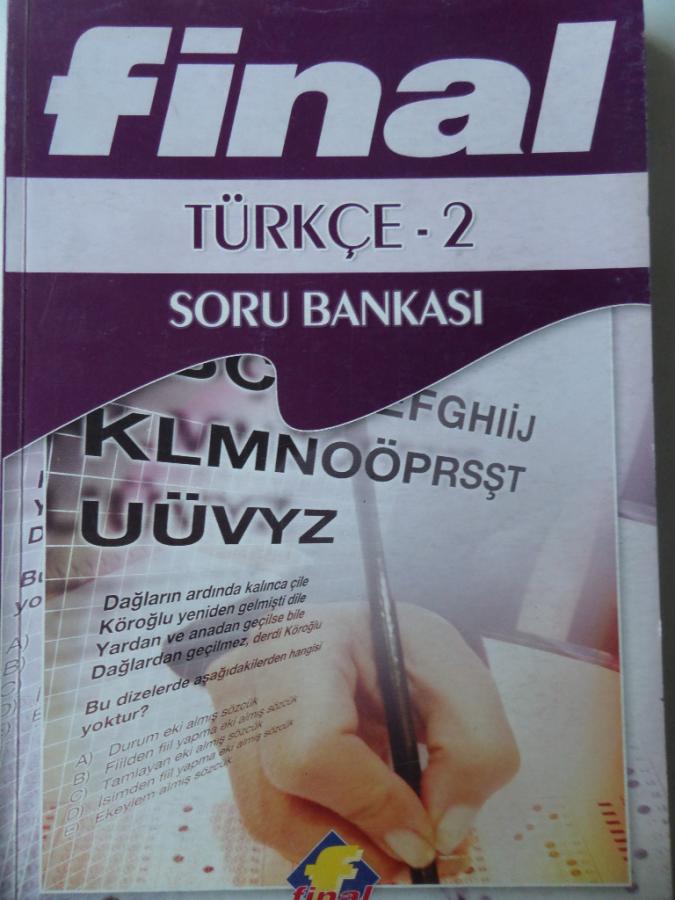 final
TÜRKÇE - 2
SORU BANKASI
BC
EFGHIİJ
KLMNOÖPRSŞT
UÜVYZ
Dağların ardında kalınca çile
Köroğlu yeniden gelmişti dile
Yardan ve anadan geçilse bile
Dağlardan geçilmez, derdi Köroğlu
Bu dizelerde aşağıdakilerden hangisi
yoktur?
A) Durum eki almış sözcük
B) Fiilden fiil yapma eki almış sözcük
C) Tamlayan eki almış sözcük
D) İsimden fiil yapma eki almış sözcük
E) Ekeylem almış sözcük
final